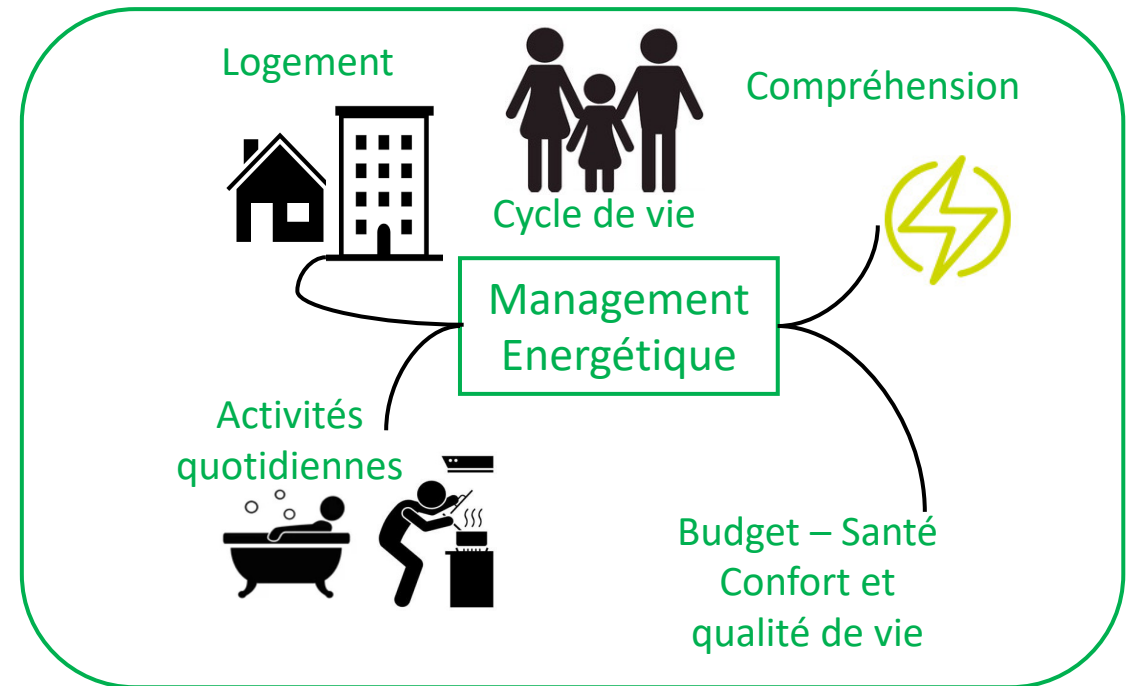 Logement
Compréhension
Cycle de vie
Management
Energétique
Activités
quotidiennes
Budget – Santé
Confort et
qualité de vie